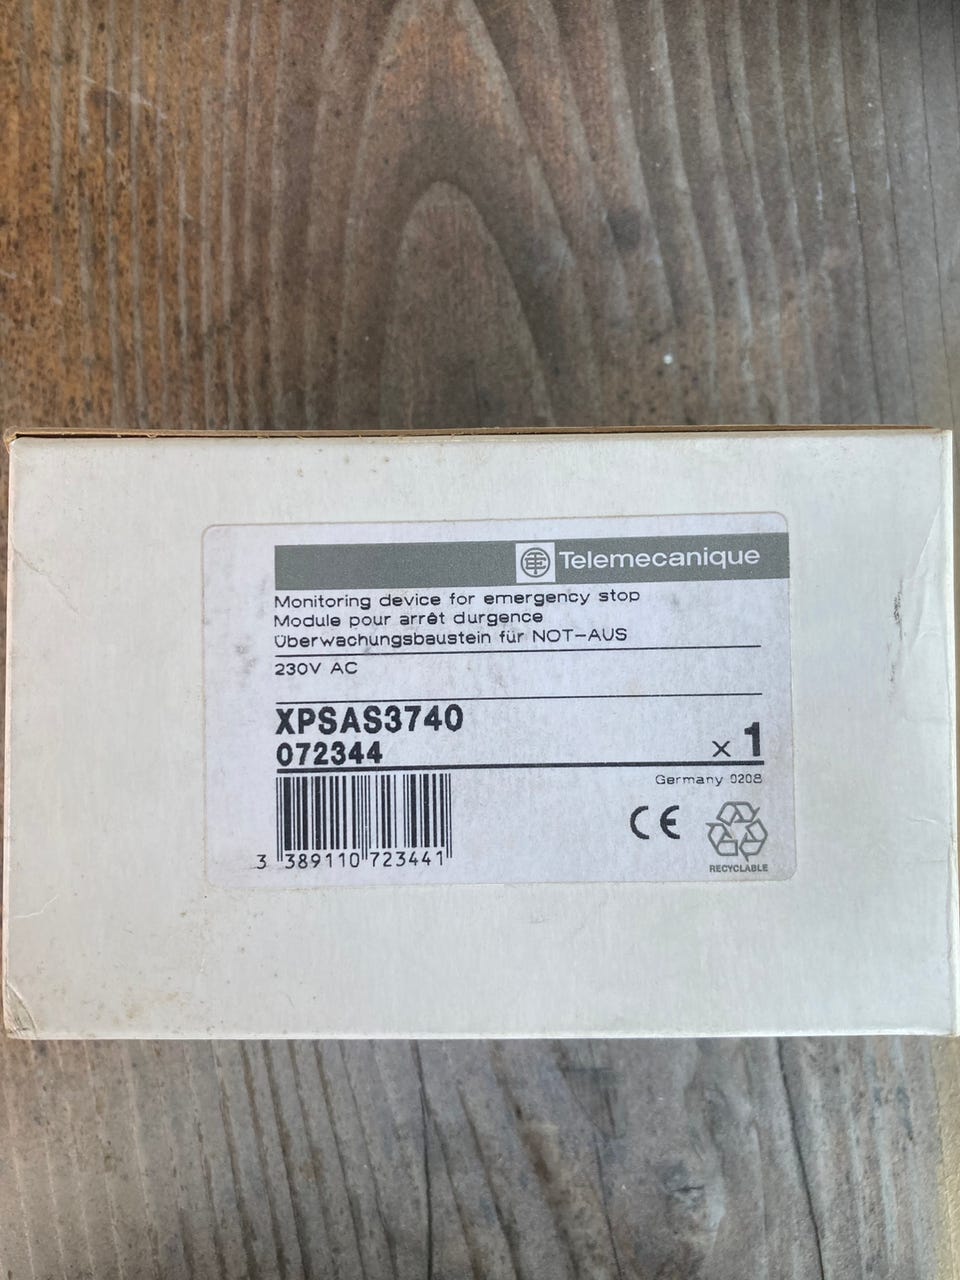 Telemecanique
Monitoring device for emergency stop
Module pour arrêt durgence
Überwachungsbaustein für NOT-AUS
230V AC
XPSAS3740
072344
x 1
Germany 0208
3 389110 723441
CE
RECYCLABLE